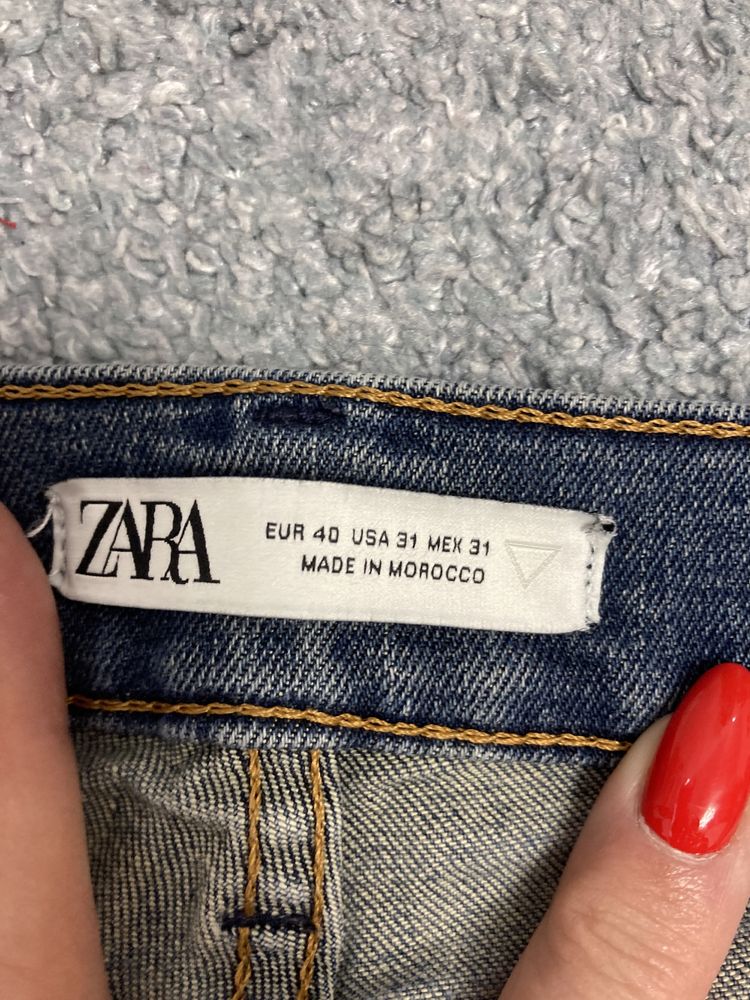 ZARA
EUR 40 USA 31 MEX 31
MADE IN MOROCCO